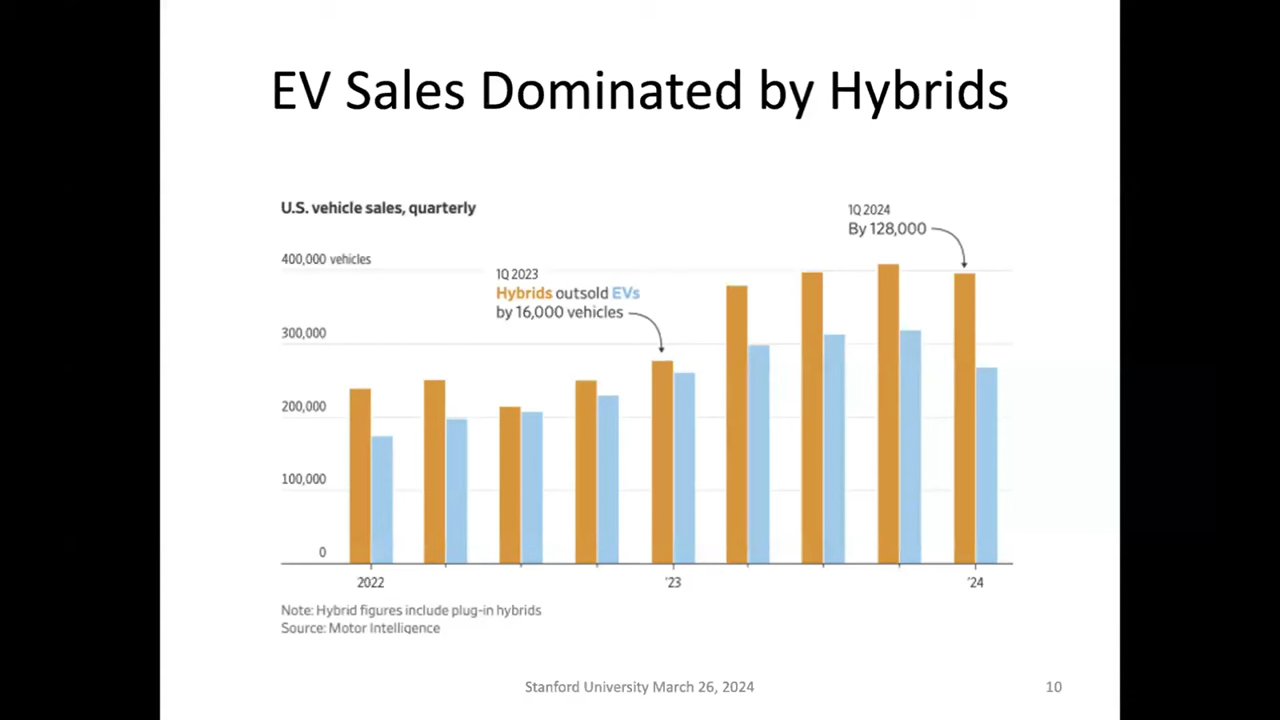 EV Sales Dominated by Hybrids
U.S. vehicle sales, quarterly
1Q 2024
By 128,000
400,000 vehicles
1Q 2023
Hybrids outsold EVs
by 16,000 vehicles
300,000
200,000
100,000
0
2022
'23
'24
Note: Hybrid figures include plug-in hybrids
Source: Motor Intelligence
Stanford University March 26, 2024
10